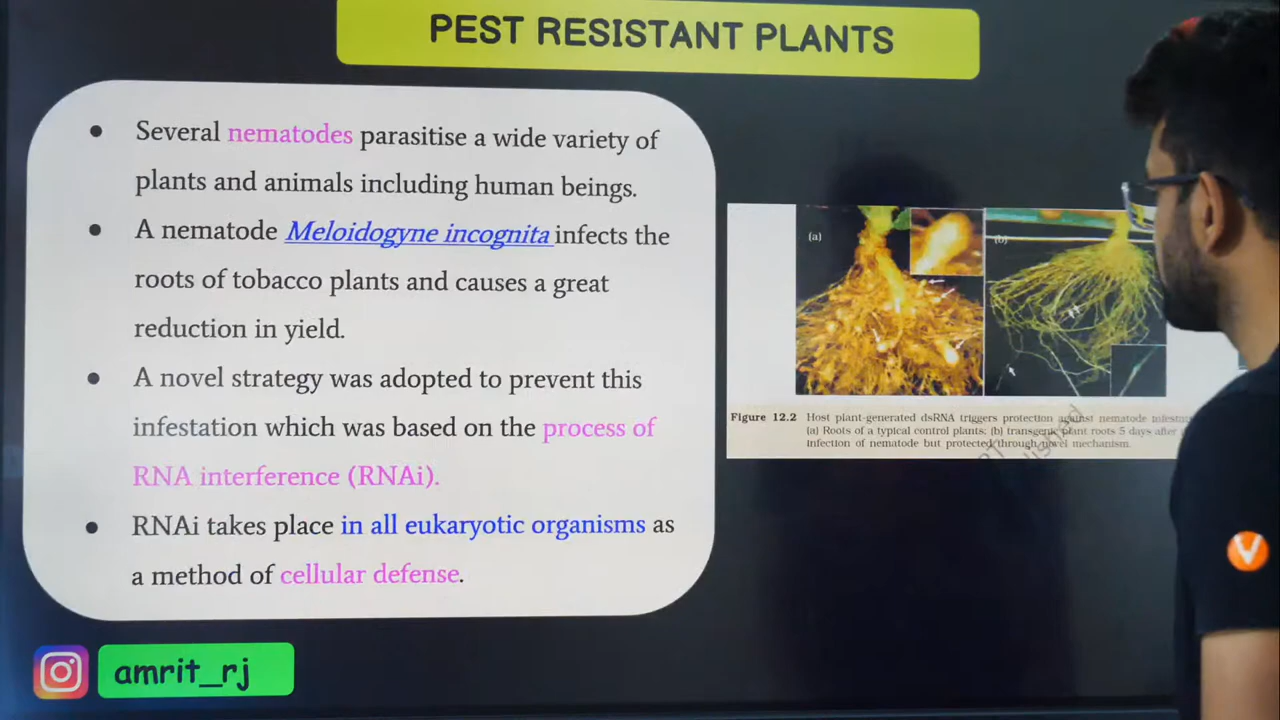 PEST RESISTANT PLANTS
• Several nematodes parasitise a wide variety of
plants and animals including human beings.
• A nematode Meloidogyne incognita infects the
roots of tobacco plants and causes a great
reduction in yield.
• A novel strategy was adopted to prevent this
infestation which was based on the process of
RNA interference (RNAi).
• RNAi takes place in all eukaryotic organisms as
a method of cellular defense.
(a)
(b)
Figure 12.2 Host plant-generated dsRNA triggers protection against nematode
(a) Roots of a typical control plants; (b) transgenic plant roots 5 days after
infection of nematode but protected through novel mechanism.
amrit_rj
V